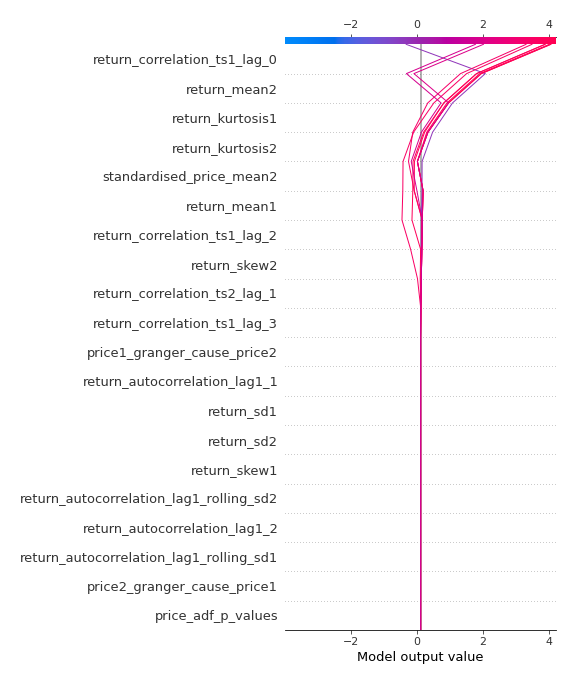 −2 0 2 4
return_correlation_ts1_lag_0
return_mean2
return_kurtosis1
return_kurtosis2
standardised_price_mean2
return_mean1
return_correlation_ts1_lag_2
return_skew2
return_correlation_ts2_lag_1
return_correlation_ts1_lag_3
price1_granger_cause_price2
return_autocorrelation_lag1_1
return_sd1
return_sd2
return_skew1
return_autocorrelation_lag1_rolling_sd2
return_autocorrelation_lag1_2
return_autocorrelation_lag1_rolling_sd1
price2_granger_cause_price1
price_adf_p_values
−2 0 2 4
Model output value